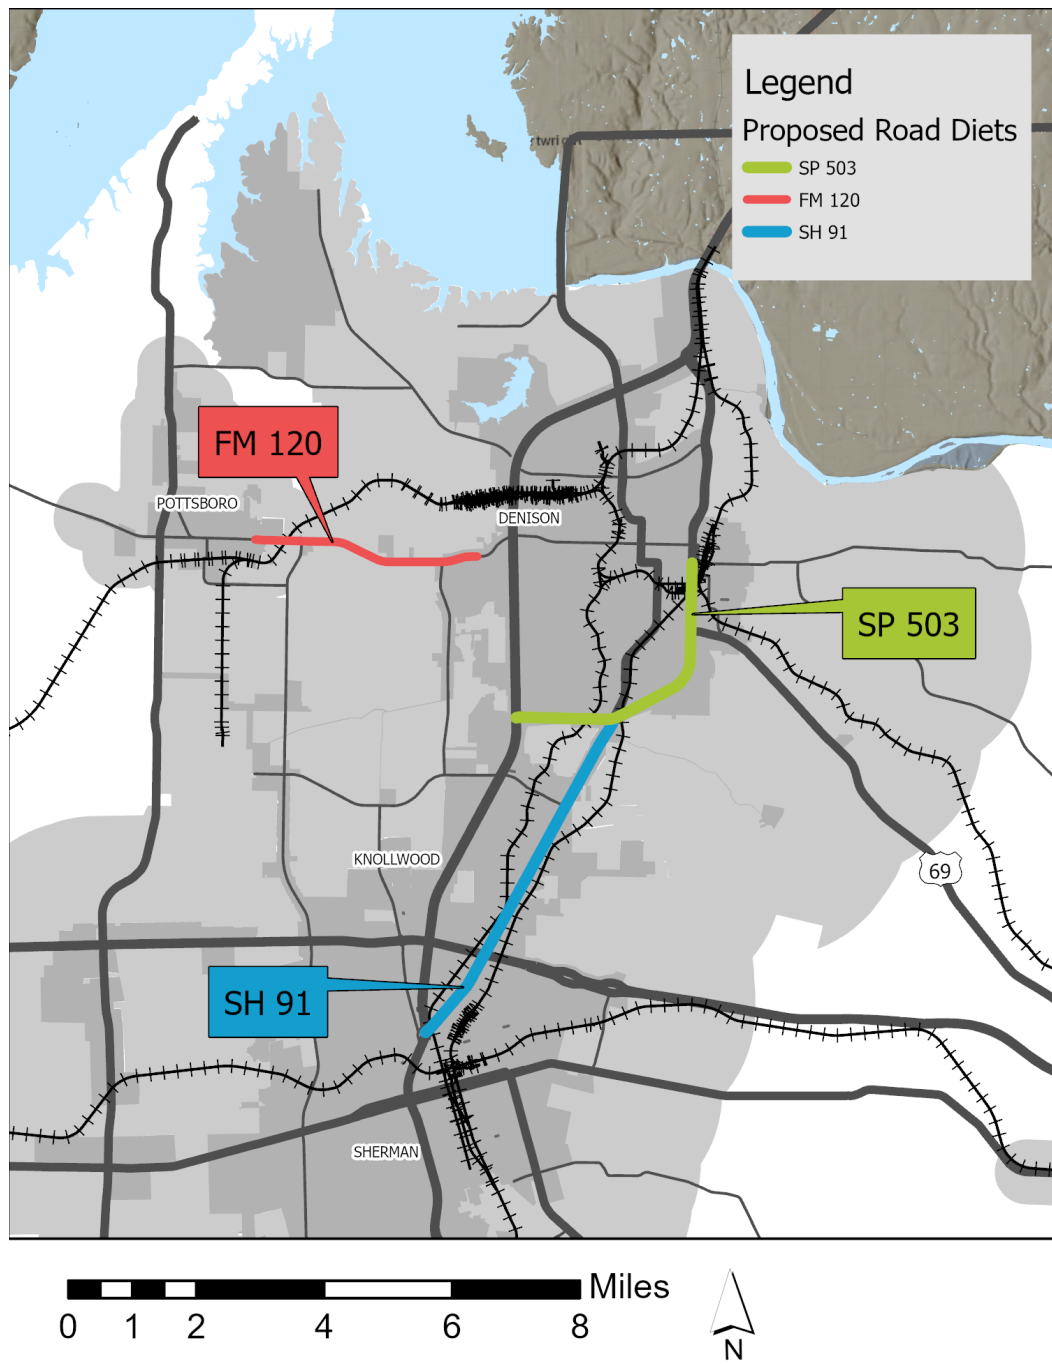 Legend
Proposed Road Diets
SP 503
FM 120
SH 91
FM 120
POTTSBORO
DENISON
SP 503
KNOLLWOOD
69
SH 91
SHERMAN
Miles
0 1 2 4 6 8
N